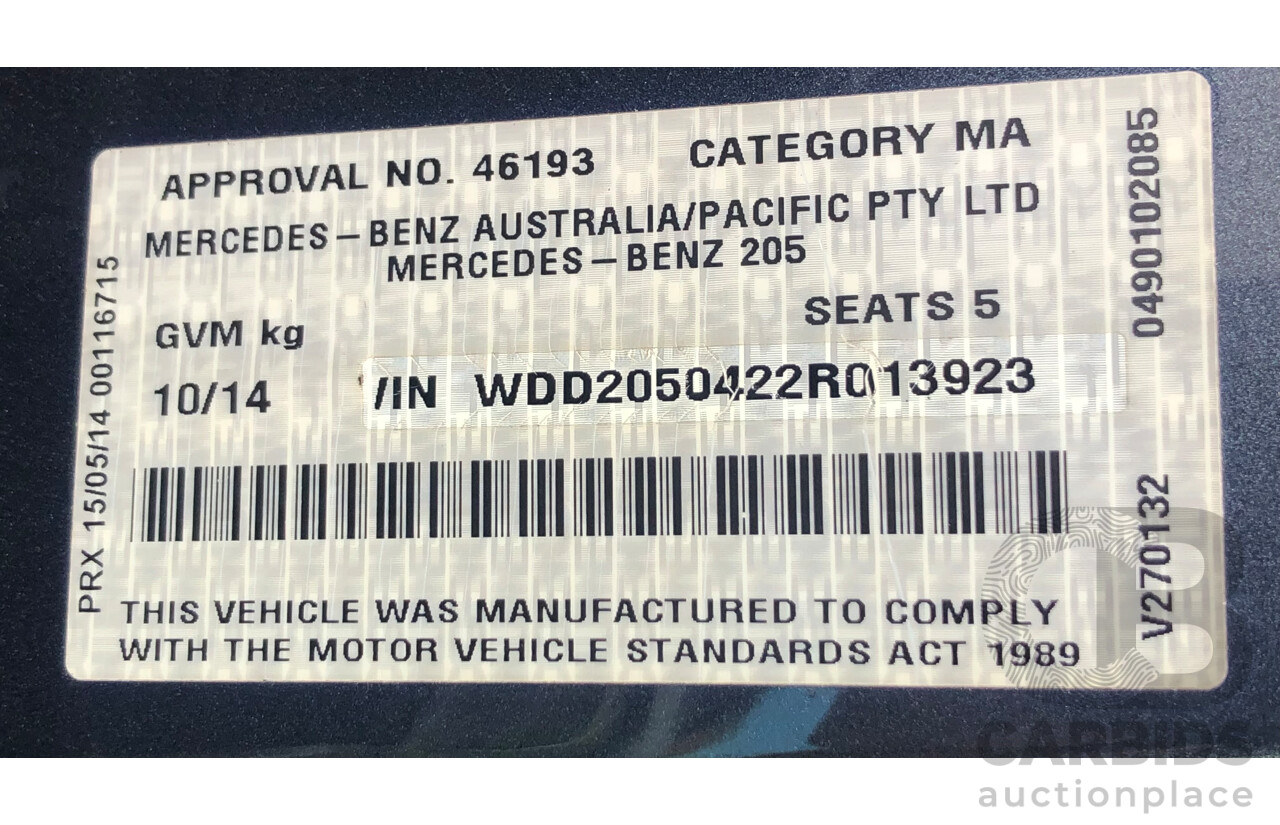 APPROVAL NO. 46193 CATEGORY MA
MERCEDES-BENZ AUSTRALIA/PACIFIC PTY LTD
MERCEDES-BENZ 205
SEATS 5
GVM kg
10/14 /IN WDD2050422R013923
THIS VEHICLE WAS MANUFACTURED TO COMPLY
WITH THE MOTOR VEHICLE STANDARDS ACT 1989
PRX 15/05/14 00116715
0490102085
V270132
CARBIDS
auctionplace